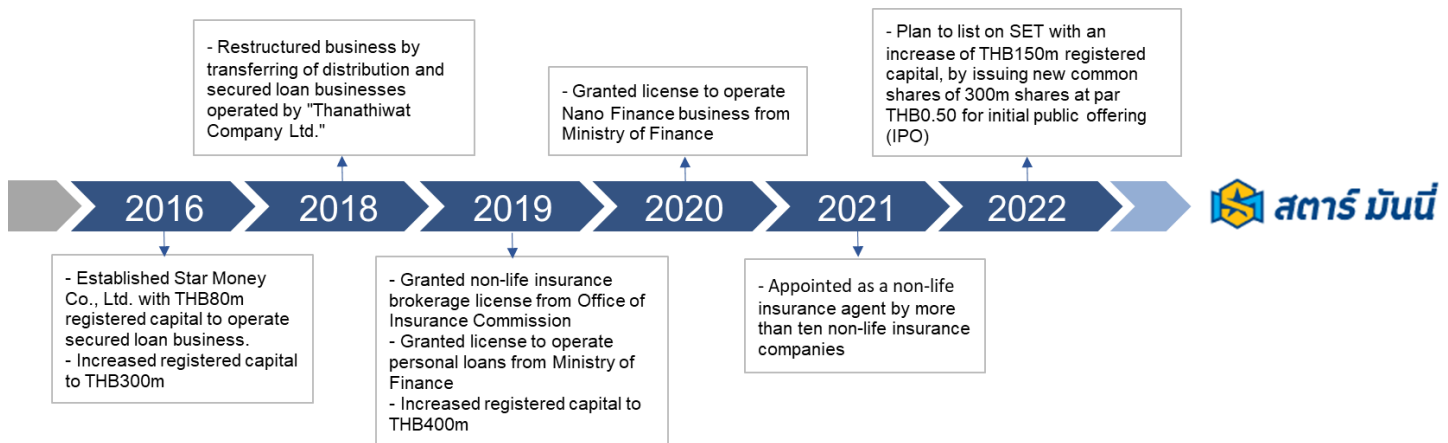 - Restructured business by
transferring of distribution and
secured loan businesses
operated by "Thanathiwat
Company Ltd."
- Granted license to operate
Nano Finance business from
Ministry of Finance
- Plan to list on SET with an
increase of THB150m registered
capital, by issuing new common
shares of 300m shares at par
THB0.50 for initial public offering
(IPO)
2016
2018
2019
2020
2021
2022
สตาร์ มันนี่
- Established Star Money
Co., Ltd. with THB80m
registered capital to operate
secured loan business.
- Increased registered capital
to THB300m
- Granted non-life insurance
brokerage license from Office of
Insurance Commission
- Granted license to operate
personal loans from Ministry of
Finance
- Increased registered capital to
THB400m
- Appointed as a non-life
insurance agent by more
than ten non-life insurance
companies